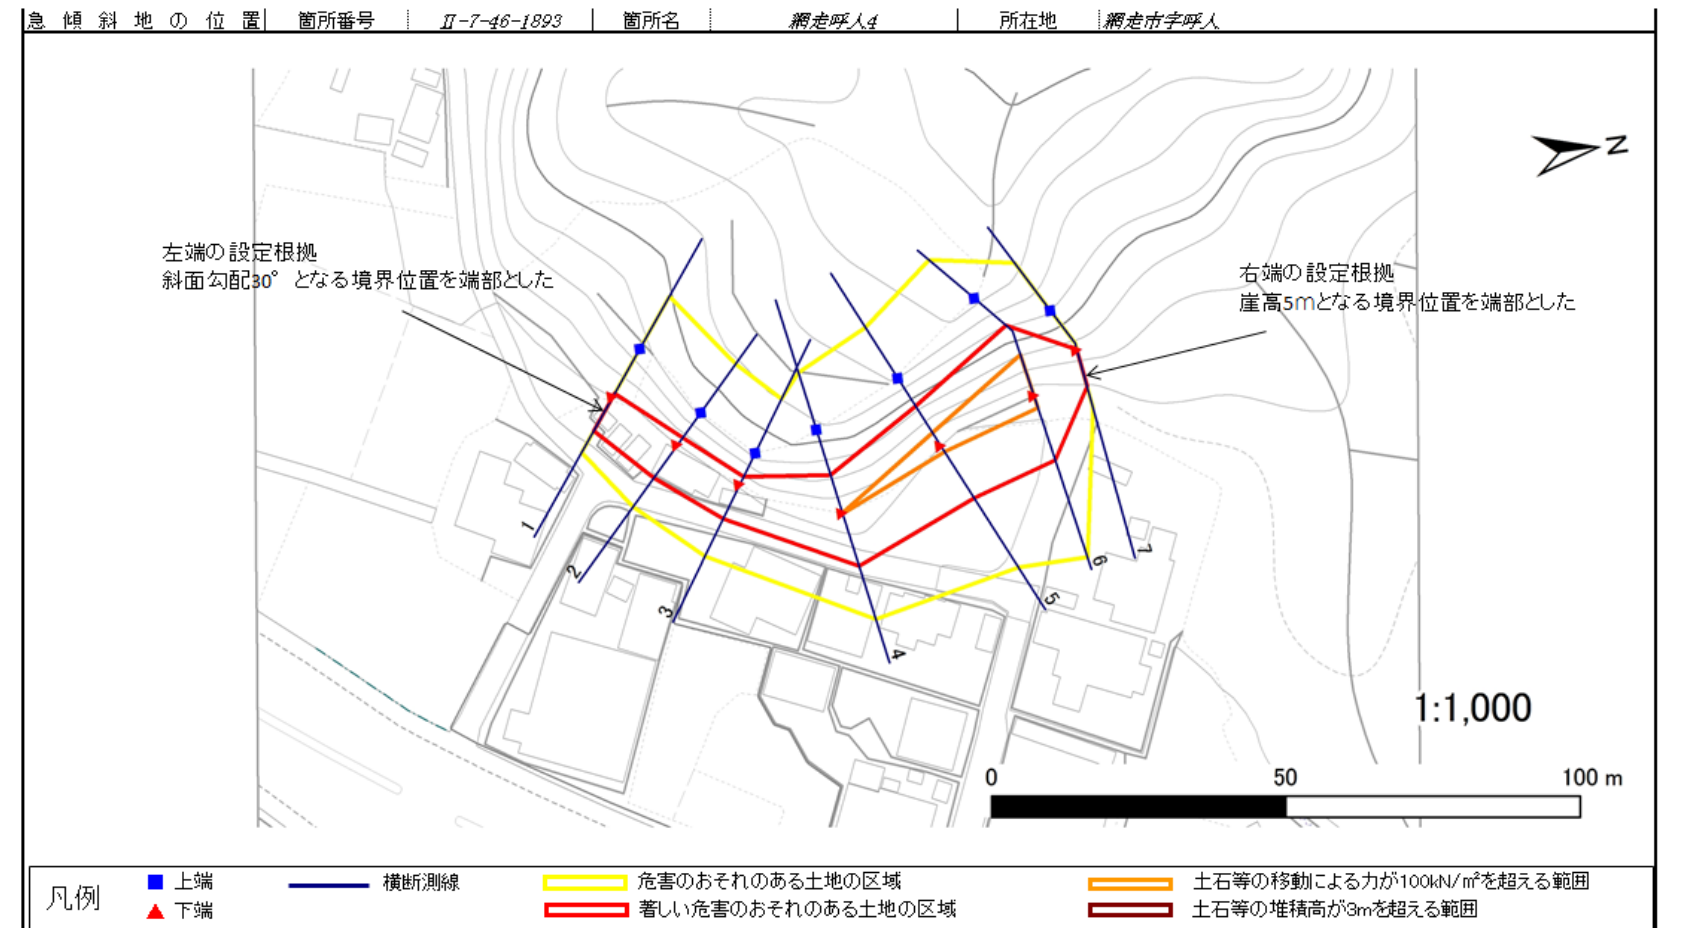 急傾斜地の位置 箇所番号 Ⅱ-7-46-1893 箇所名 網走呼人4 所在地 網走市字呼人
N
左端の設定根拠
斜面勾配30°となる境界位置を端部とした
右端の設定根拠
崖高5mとなる境界位置を端部とした
1
2
3
4
5
6
7
1:1,000
0 50 100 m
凡例
上端 横断測線 危害のおそれのある土地の区域 土石等の移動による力が100kN/㎡を超える範囲
下端 著しい危害のおそれのある土地の区域 土石等の堆積高が3mを超える範囲